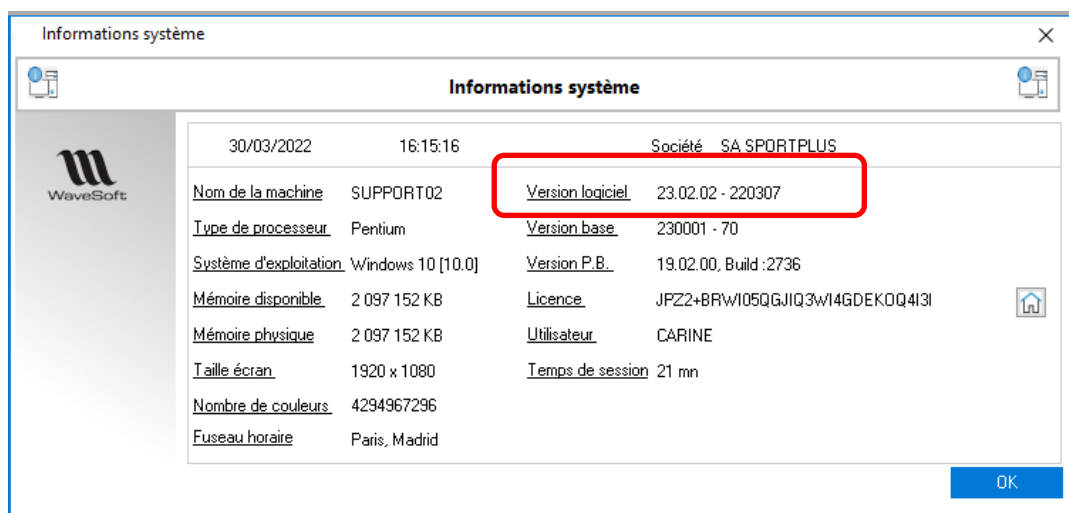 Informations système
Informations système
30/03/2022 16:15:16 Société SA SPORTPLUS
WaveSoft
Nom de la machine SUPPORT02 Version logiciel 23.02.02 - 220307
Type de processeur Pentium Version base 230001 - 70
Système d'exploitation Windows 10 [10.0] Version P.B. 19.02.00, Build :2736
Mémoire disponible 2 097 152 KB Licence JPZ2+BRWI05QGJIQ3WI4GDEKOQ4I3I
Mémoire physique 2 097 152 KB Utilisateur CARINE
Taille écran 1920 x 1080 Temps de session 21 mn
Nombre de couleurs 4294967296
Fuseau horaire Paris, Madrid
OK